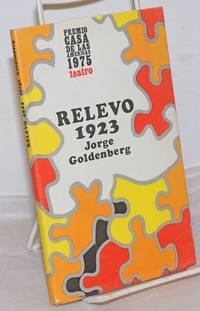 PREMIO
CASA
DE LAS
AMERICAS
1975
teatro
RELEVO
1923
Jorge
Goldenberg